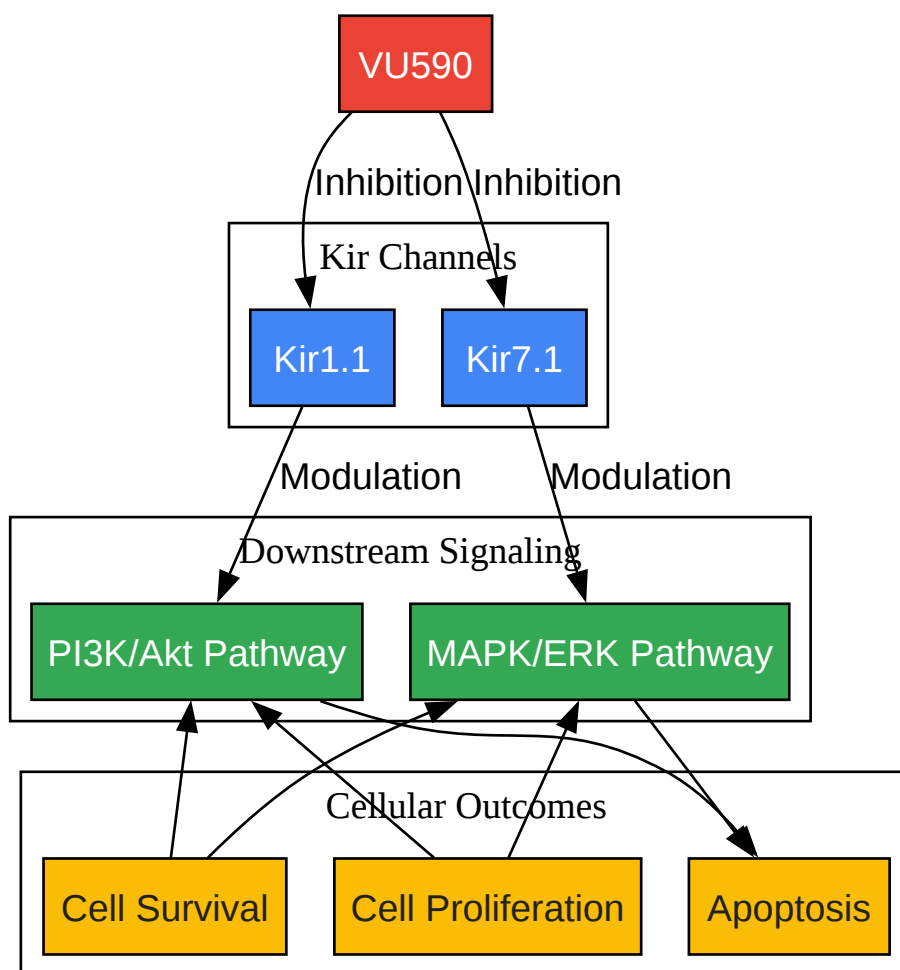 VU590
Inhibition Inhibition
Kir Channels
Kir1.1 Kir7.1
Modulation Modulation
Downstream Signaling
PI3K/Akt Pathway MAPK/ERK Pathway
Cellular Outcomes
Cell Survival Cell Proliferation Apoptosis